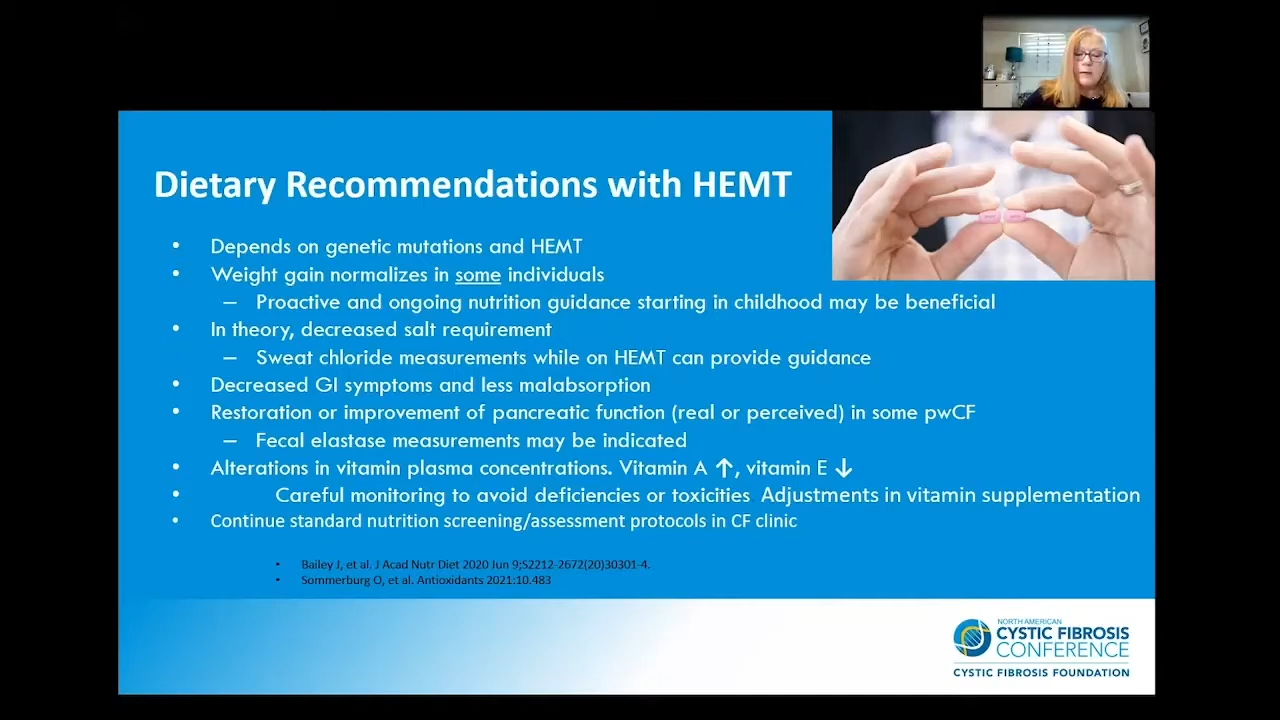 Dietary Recommendations with HEMT
• Depends on genetic mutations and HEMT
• Weight gain normalizes in some individuals
– Proactive and ongoing nutrition guidance starting in childhood may be beneficial
• In theory, decreased salt requirement
– Sweat chloride measurements while on HEMT can provide guidance
• Decreased GI symptoms and less malabsorption
• Restoration or improvement of pancreatic function (real or perceived) in some pwCF
– Fecal elastase measurements may be indicated
• Alterations in vitamin plasma concentrations. Vitamin A ↑, vitamin E ↓
• Careful monitoring to avoid deficiencies or toxicities Adjustments in vitamin supplementation
• Continue standard nutrition screening/assessment protocols in CF clinic
• Bailey J, et al. J Acad Nutr Diet 2020 Jun 9;S2212-2672(20)30301-4.
• Sommerburg O, et al. Antioxidants 2021:10.483
NORTH AMERICAN
CYSTIC FIBROSIS
CONFERENCE
CYSTIC FIBROSIS FOUNDATION